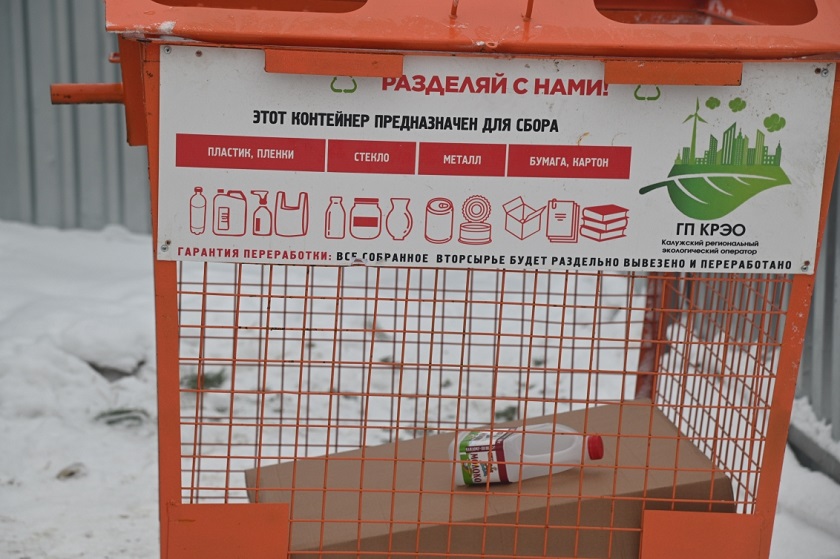 РАЗДЕЛЯЙ С НАМИ!
ЭТОТ КОНТЕЙНЕР ПРЕДНАЗНАЧЕН ДЛЯ СБОРА
ПЛАСТИК, ПЛЕНКИ
СТЕКЛО
МЕТАЛЛ
БУМАГА, КАРТОН
ГП КРЭО
Калужский региональный
экологический оператор
ГАРАНТИЯ ПЕРЕРАБОТКИ: ВСЕ СОБРАННОЕ ВТОРСЫРЬЕ БУДЕТ РАЗДЕЛЬНО ВЫВЕЗЕНО И ПЕРЕРАБОТАНО